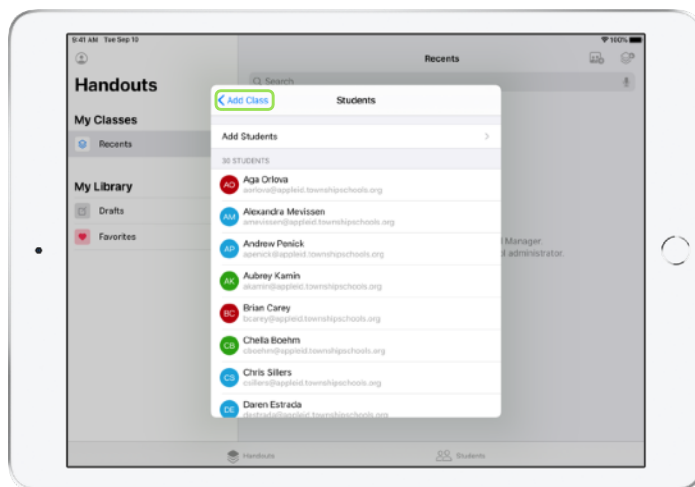 9:41 AM Tue Sep 10
100%
Handouts
Recents
Search
My Classes
Recents
My Library
Drafts
Favorites
Add Class
Students
Add Students
30 STUDENTS
AO
Aga Orlova
aorlova@appleid.townshipschools.org
AM
Alexandra Mevissen
amevissen@appleid.townshipschools.org
AP
Andrew Penick
apenick@appleid.townshipschools.org
AK
Aubrey Kamin
akamin@appleid.townshipschools.org
BC
Brian Carey
bcarey@appleid.townshipschools.org
CB
Chella Boehm
cboehm@appleid.townshipschools.org
CS
Chris Sillers
csillers@appleid.townshipschools.org
DE
Daren Estrada
destrada@appleid.townshipschools.org
Manager.
administrator.
Handouts
Students